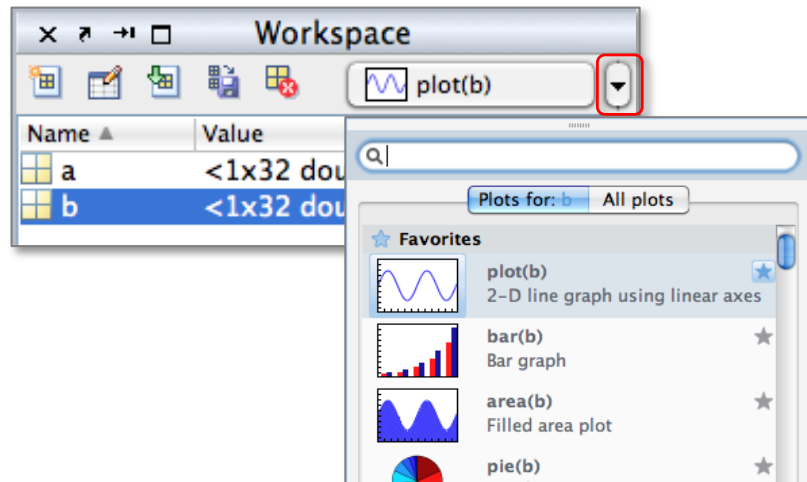 Workspace
plot(b)
Name Value
a <1x32 dou
b <1x32 dou
Plots for: b All plots
Favorites
plot(b)
2-D line graph using linear axes
bar(b)
Bar graph
area(b)
Filled area plot
pie(b)